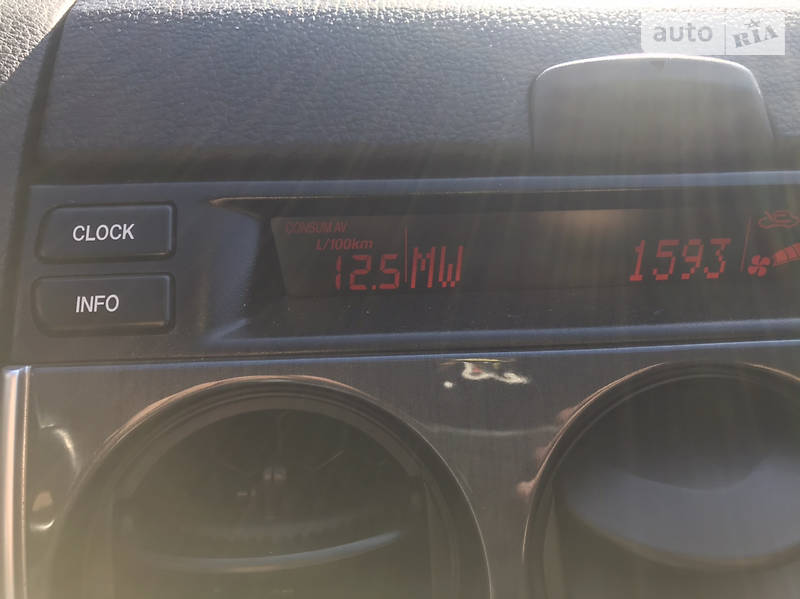 auto RIA
CLOCK
INFO
CONSUM AV
L/100km
12.5 MW 1593